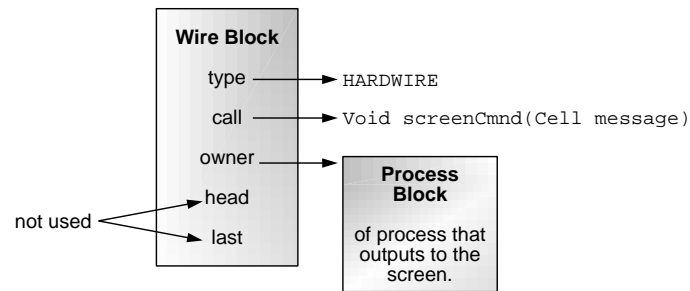 Wire Block
type
HARDWIRE
call
Void screenCmnd(Cell message)
owner
Process
Block
head
not used
last
of process that
outputs to the
screen.